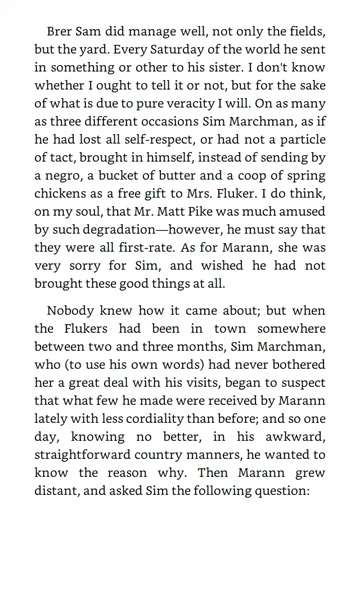 Brer Sam did manage well, not only the fields,
but the yard. Every Saturday of the world he sent
in something or other to his sister. I don't know
whether I ought to tell it or not, but for the sake
of what is due to pure veracity I will. On as many
as three different occasions Sim Marchman, as if
he had lost all self-respect, or had not a particle
of tact, brought in himself, instead of sending by
a negro, a bucket of butter and a coop of spring
chickens as a free gift to Mrs. Fluker. I do think,
on my soul, that Mr. Matt Pike was much amused
by such degradation—however, he must say that
they were all first-rate. As for Marann, she was
very sorry for Sim, and wished he had not
brought these good things at all.
Nobody knew how it came about; but when
the Flukers had been in town somewhere
between two and three months, Sim Marchman,
who (to use his own words) had never bothered
her a great deal with his visits, began to suspect
that what few he made were received by Marann
lately with less cordiality than before; and so one
day, knowing no better, in his awkward,
straightforward country manners, he wanted to
know the reason why. Then Marann grew
distant, and asked Sim the following question: